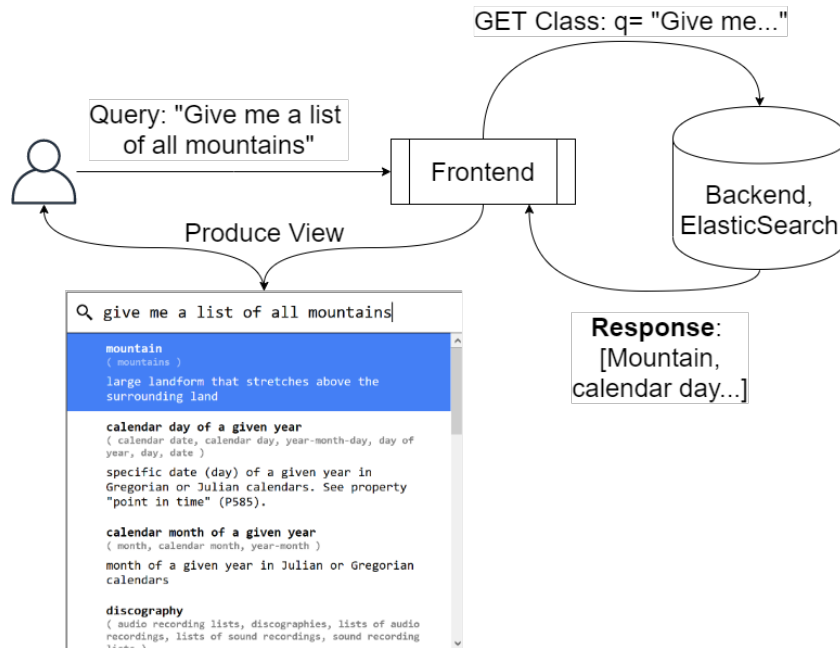 GET Class: q= "Give me..."
Query: "Give me a list
of all mountains"
Frontend
Backend,
ElasticSearch
Produce View
Response:
[Mountain,
calendar day...]
give me a list of all mountains
mountain
( mountains )
large landform that stretches above the
surrounding land
calendar day of a given year
( calendar date, calendar day, year-month-day, day of
year, day, date )
specific date (day) of a given year in
Gregorian or Julian calendars. See property
"point in time" (P585).
calendar month of a given year
( month, calendar month, year-month )
month of a given year in Julian or Gregorian
calendars
discography
( audio recording lists, discographies, lists of audio
recordings, lists of sound recordings, sound recording
lists )